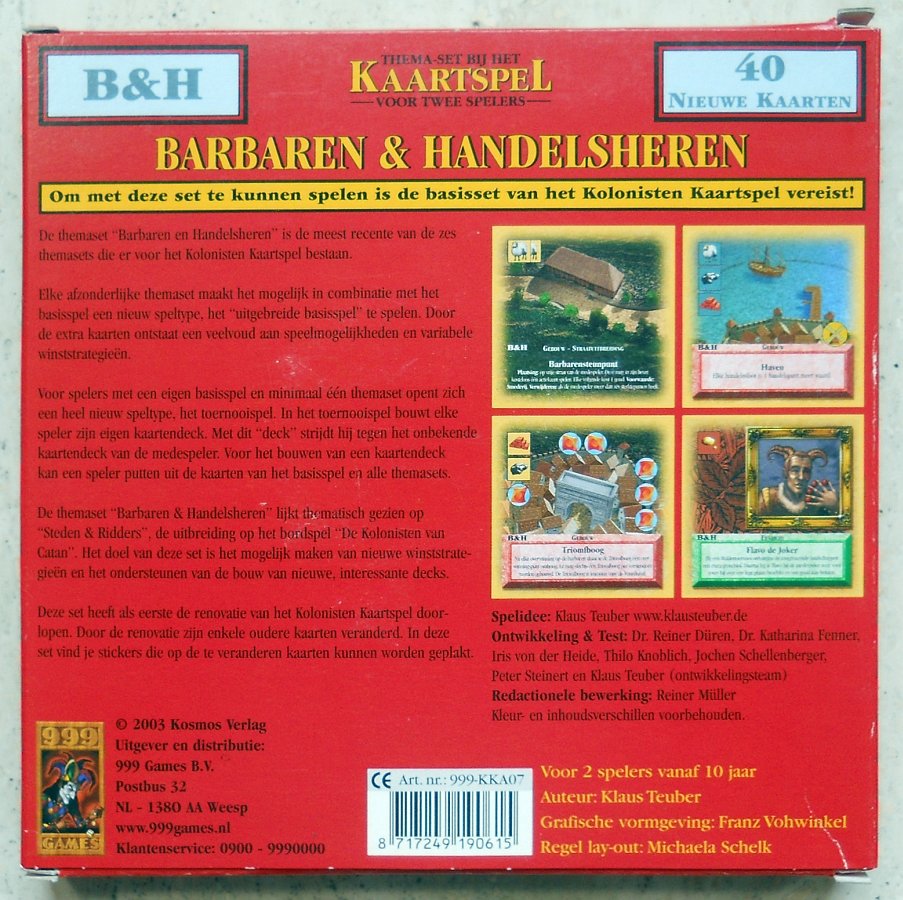 B&H
THEMA-SET BIJ HET
KAARTSPEL
VOOR TWEE SPELERS
40
NIEUWE KAARTEN
BARBAREN & HANDELSHEREN
Om met deze set te kunnen spelen is de basisset van het Kolonisten Kaartspel vereist!
De themaset “Barbaren en Handelsheren” is de meest recente van de zes
themasets die er voor het Kolonisten Kaartspel bestaan.
Elke afzonderlijke themaset maakt het mogelijk in combinatie met het
basisspel een nieuw speltype, het “uitgebreide basisspel” te spelen. Door
de extra kaarten ontstaat een veelvoud aan speelmogelijkheden en variabele
winststrategieën.
Voor spelers met een eigen basisspel en minimaal één themaset opent zich
een heel nieuw speltype, het toernooispel. In het toernooispel bouwt elke
speler zijn eigen kaartendeck. Met dit “deck” strijdt hij tegen het onbekende
kaartendeck van de medespeler. Voor het bouwen van een kaartendeck
kan een speler putten uit de kaarten van het basisspel en alle themasets.
De themaset “Barbaren & Handelsheren” lijkt thematisch gezien op
“Steden & Ridders”, de uitbreiding op het bordspel “De Kolonisten van
Catan”. Het doel van deze set is het mogelijk maken van nieuwe winststrate-
gieën en het ondersteunen van de bouw van nieuwe, interessante decks.
Deze set heeft als eerste de renovatie van het Kolonisten Kaartspel door-
lopen. Door de renovatie zijn enkele oudere kaarten veranderd. In deze
set vind je stickers die op de te veranderen kaarten kunnen worden geplakt.
B&H
GEBOUW - STRAATUITBREIDING
Barbarensteunpunt
B&H
GEBOUW
Haven
B&H
GEBOUW
Triomfboog
B&H
Flavo de Joker
Spelidee: Klaus Teuber www.klausteuber.de
Ontwikkeling & Test: Dr. Reiner Düren, Dr. Katharina Fenner,
Iris von der Heide, Thilo Knoblich, Jochen Schellenberger,
Peter Steinert en Klaus Teuber (ontwikkelingsteam)
Redactionele bewerking: Reiner Müller
Kleur- en inhoudsverschillen voorbehouden.
999
GAMES
© 2003 Kosmos Verlag
Uitgever en distributie:
999 Games B.V.
Postbus 32
NL - 1380 AA Weesp
www.999games.nl
Klantenservice: 0900 - 9990000
CE Art. nr.: 999-KKA07
8 717249 190615
Voor 2 spelers vanaf 10 jaar
Auteur: Klaus Teuber
Grafische vormgeving: Franz Vohwinkel
Regel lay-out: Michaela Schelk